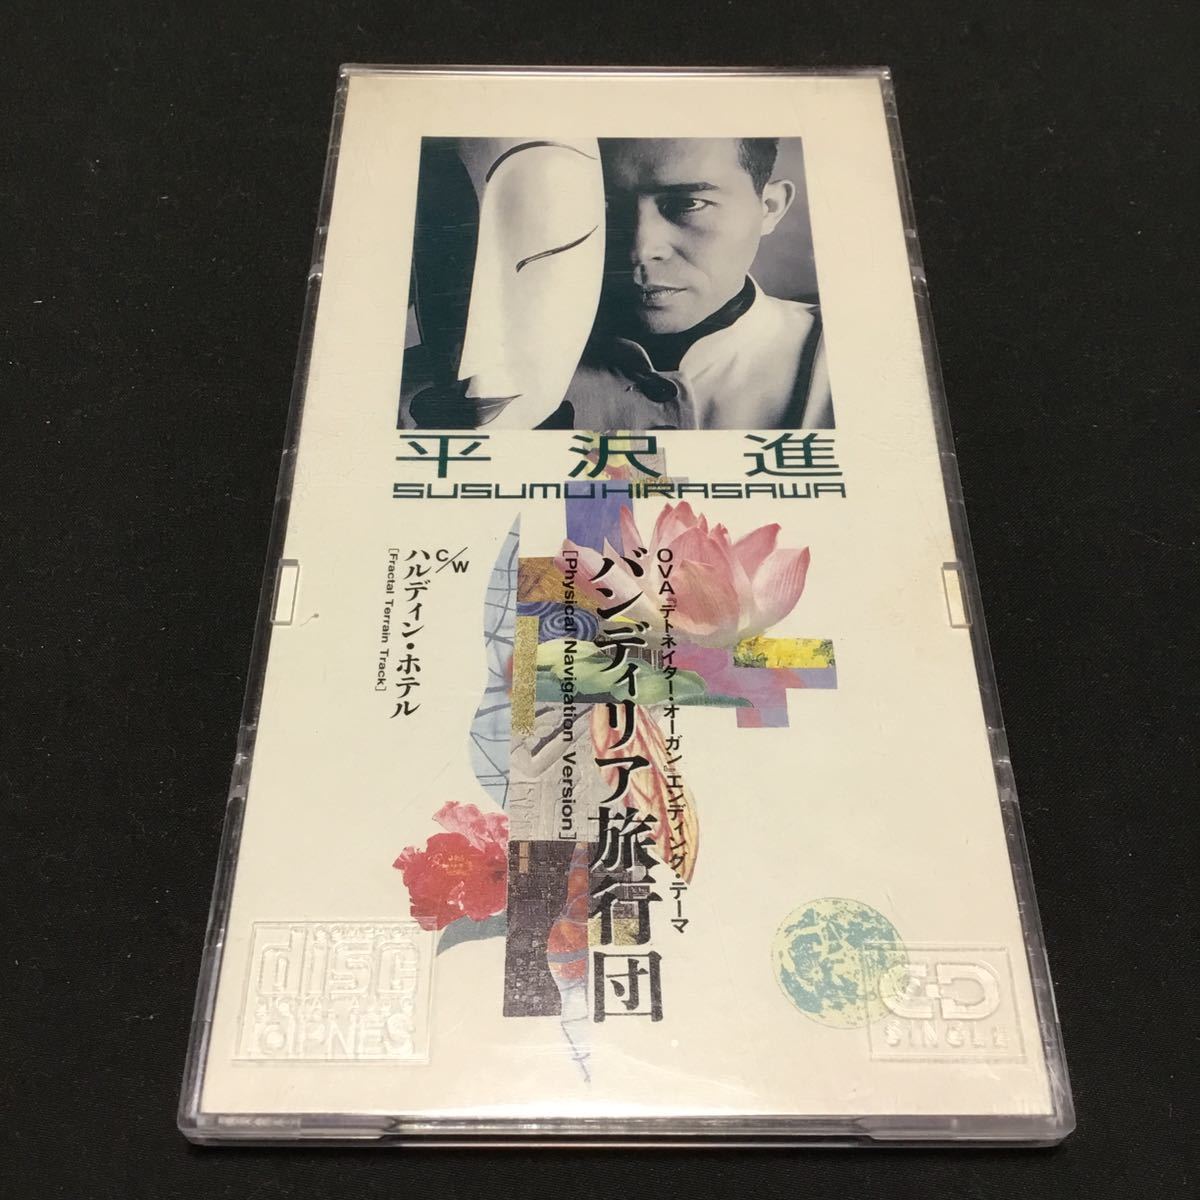 平沢進
SUSUMU HIRASAWA
OVA『デトネイター・オーガン』エンディング・テーマ
バンディリア旅行団
[Physical Navigation Version]
C/W
ハルディン・ホテル
[Fractal Terrain Track]
COMPACT
disc
CD
SINGLE